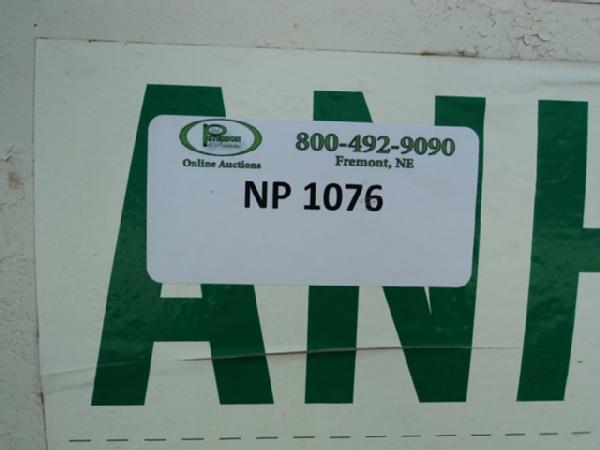 Online Auctions
800-492-9090
Fremont, NE
NP 1076
ANH